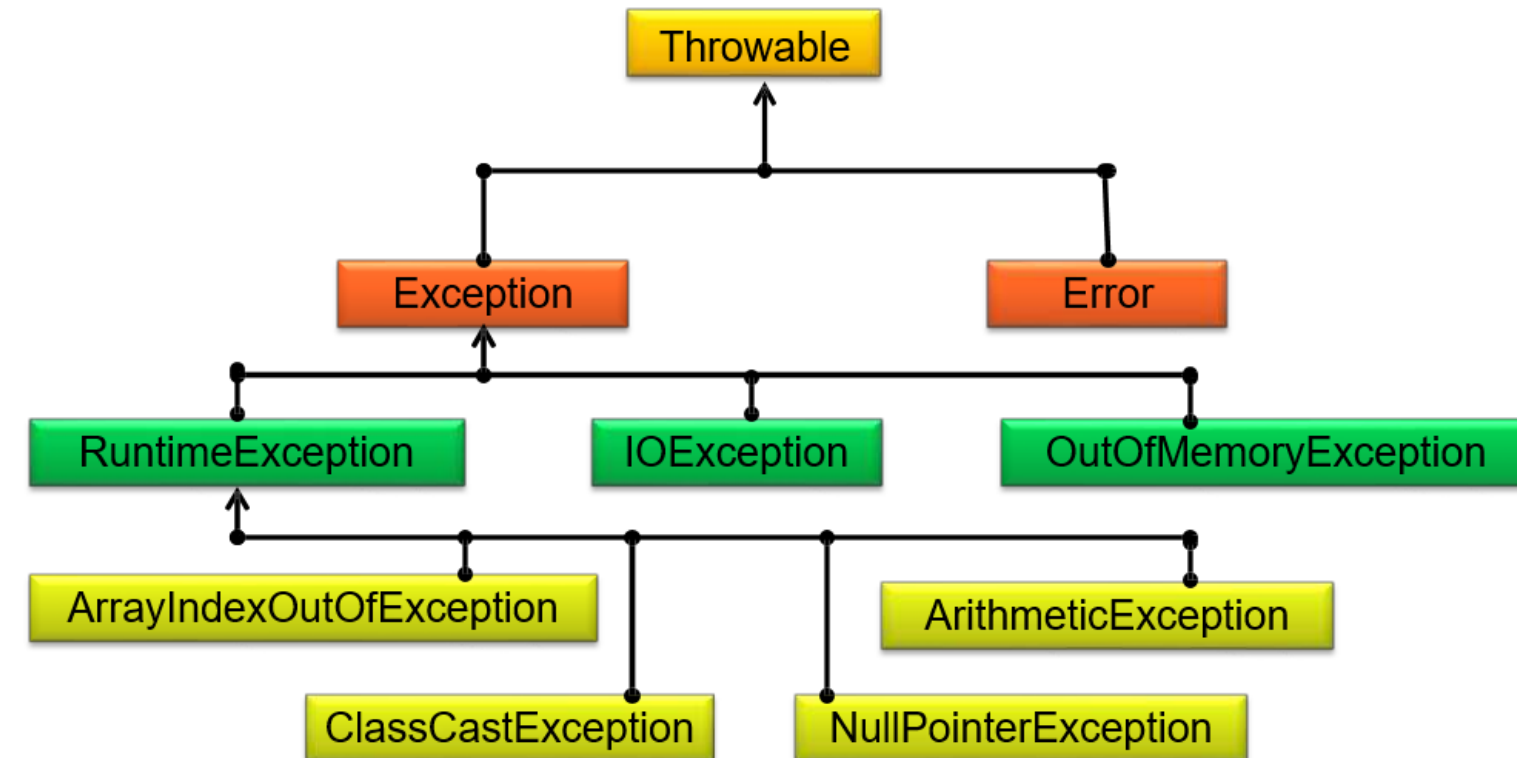 Throwable
Exception
Error
RuntimeException
IOException
OutOfMemoryException
ArrayIndexOutOfException
ArithmeticException
ClassCastException
NullPointerException